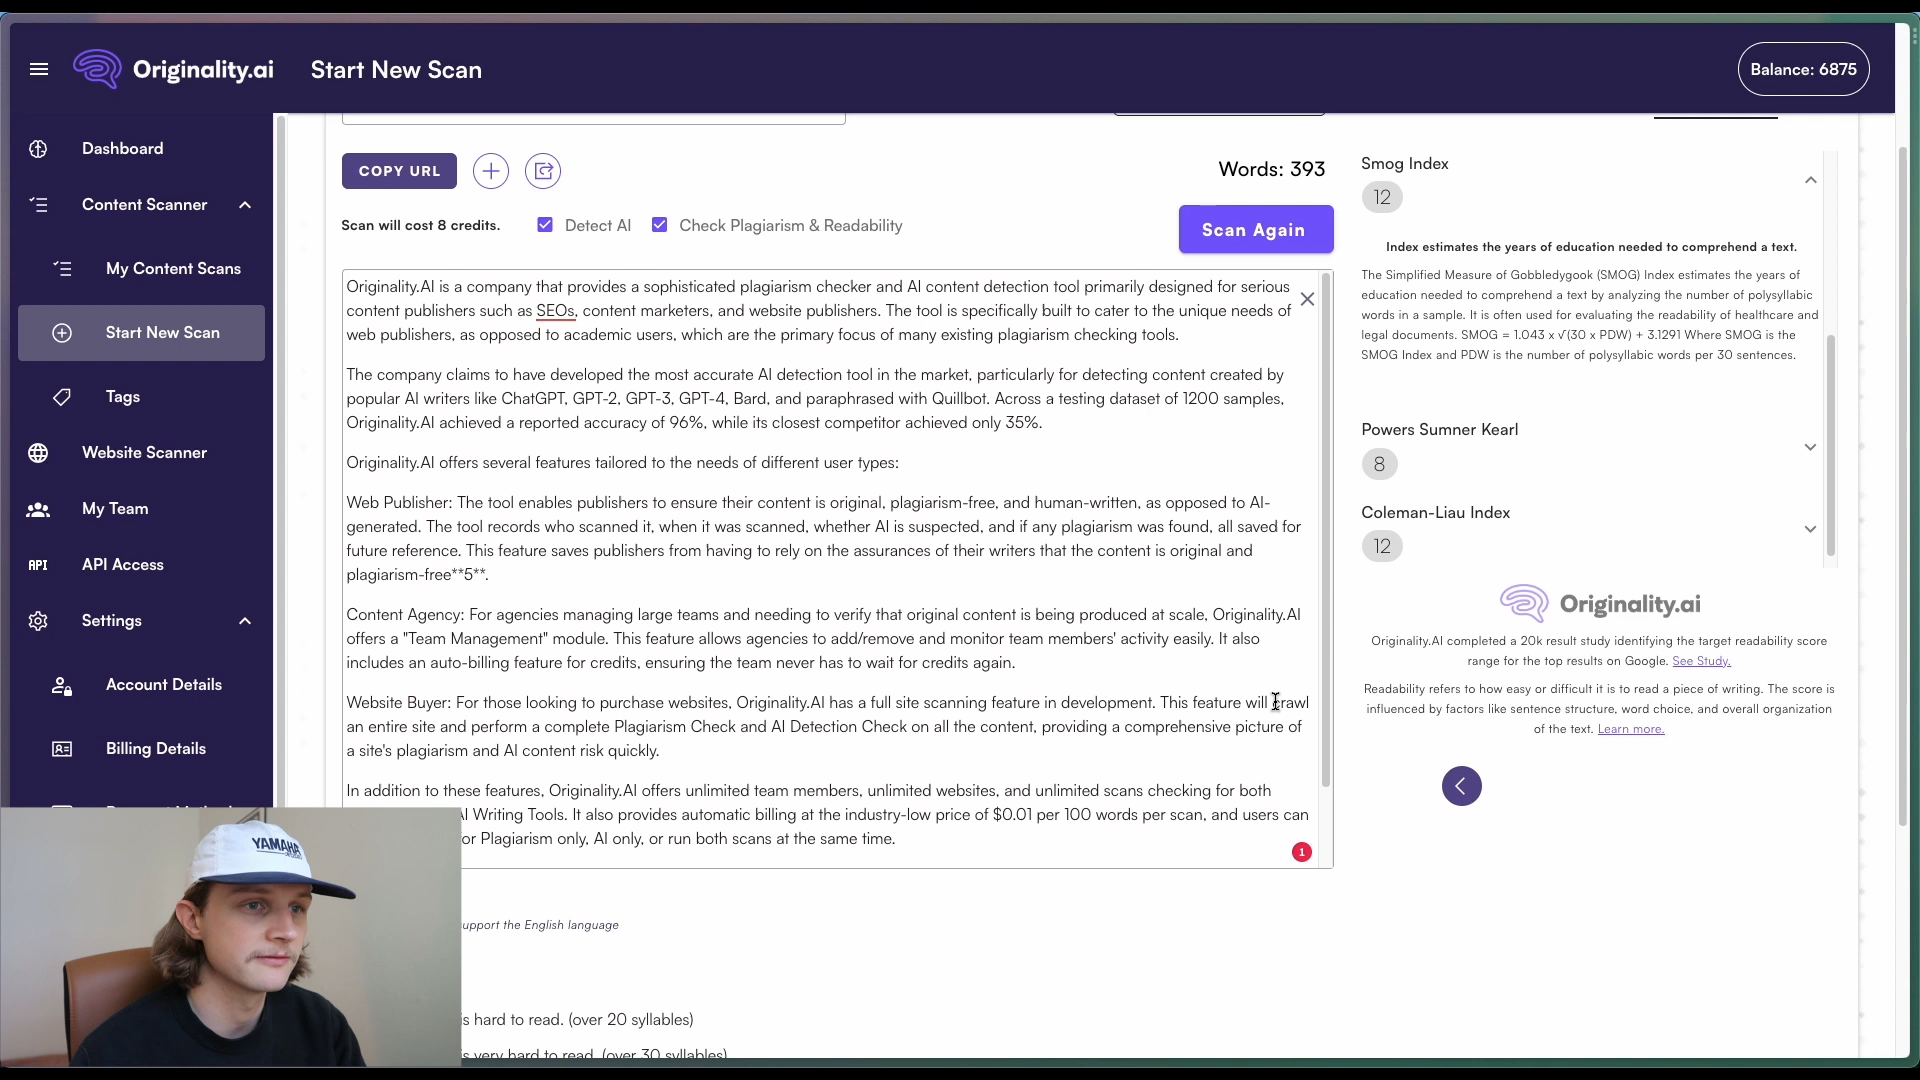 Originality.ai
Start New Scan
Balance: 6875
Dashboard
Content Scanner
My Content Scans
Start New Scan
Tags
Website Scanner
My Team
API
API Access
Settings
Account Details
Billing Details
COPY URL
Words: 393
Scan will cost 8 credits.
Detect AI
Check Plagiarism & Readability
Scan Again
Originality.AI is a company that provides a sophisticated plagiarism checker and AI content detection tool primarily designed for serious
content publishers such as SEOs, content marketers, and website publishers. The tool is specifically built to cater to the unique needs of
web publishers, as opposed to academic users, which are the primary focus of many existing plagiarism checking tools.
The company claims to have developed the most accurate AI detection tool in the market, particularly for detecting content created by
popular AI writers like ChatGPT, GPT-2, GPT-3, GPT-4, Bard, and paraphrased with Quillbot. Across a testing dataset of 1200 samples,
Originality.AI achieved a reported accuracy of 96%, while its closest competitor achieved only 35%.
Originality.AI offers several features tailored to the needs of different user types:
Web Publisher: The tool enables publishers to ensure their content is original, plagiarism-free, and human-written, as opposed to AI-
generated. The tool records who scanned it, when it was scanned, whether AI is suspected, and if any plagiarism was found, all saved for
future reference. This feature saves publishers from having to rely on the assurances of their writers that the content is original and
plagiarism-free**5**.
Content Agency: For agencies managing large teams and needing to verify that original content is being produced at scale, Originality.AI
offers a "Team Management" module. This feature allows agencies to add/remove and monitor team members' activity easily. It also
includes an auto-billing feature for credits, ensuring the team never has to wait for credits again.
Website Buyer: For those looking to purchase websites, Originality.AI has a full site scanning feature in development. This feature will crawl
an entire site and perform a complete Plagiarism Check and AI Detection Check on all the content, providing a comprehensive picture of
a site's plagiarism and AI content risk quickly.
In addition to these features, Originality.AI offers unlimited team members, unlimited websites, and unlimited scans checking for both
AI Writing Tools. It also provides automatic billing at the industry-low price of $0.01 per 100 words per scan, and users can
or Plagiarism only, AI only, or run both scans at the same time.
1
support the English language
is hard to read. (over 20 syllables)
is very hard to read. (over 30 syllables)
Smog Index
12
Index estimates the years of education needed to comprehend a text.
The Simplified Measure of Gobbledygook (SMOG) Index estimates the years of
education needed to comprehend a text by analyzing the number of polysyllabic
words in a sample. It is often used for evaluating the readability of healthcare and
legal documents. SMOG = 1.043 x √(30 x PDW) + 3.1291 Where SMOG is the
SMOG Index and PDW is the number of polysyllabic words per 30 sentences.
Powers Sumner Kearl
8
Coleman-Liau Index
12
Originality.ai
Originality.AI completed a 20k result study identifying the target readability score
range for the top results on Google. See Study.
Readability refers to how easy or difficult it is to read a piece of writing. The score is
influenced by factors like sentence structure, word choice, and overall organization
of the text. Learn more.
YAMAHA